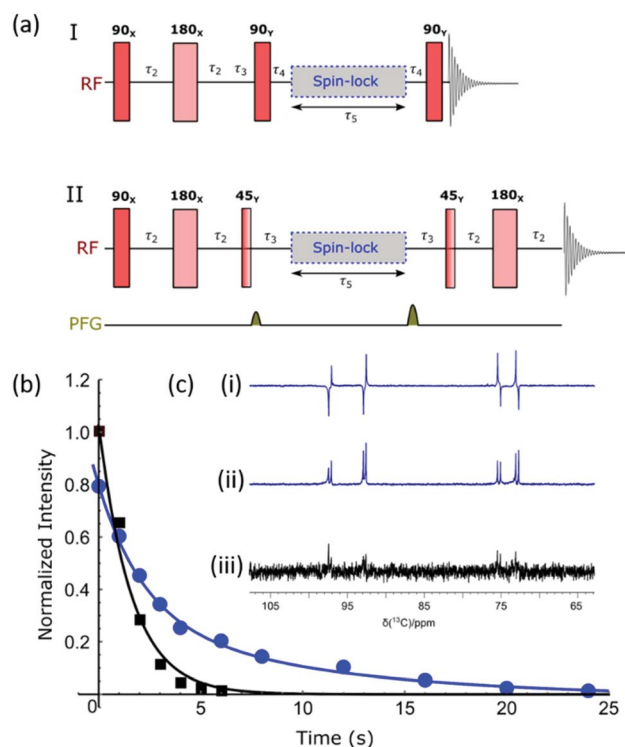 (a)
I
90X 180X 90Y 90Y
τ2 τ2 τ3 τ4 τ4
RF Spin-lock
τ5
II
90X 180X 45Y 45Y 180X
τ2 τ2 τ3 τ3 τ2 τ2
RF Spin-lock
τ5
PFG
(b)
(c)
(i)
(ii)
(iii)
105 95 85 75 65
δ(13C)/ppm
Normalized Intensity
1.2
1.0
0.8
0.6
0.4
0.2
0 5 10 15 20 25
Time (s)